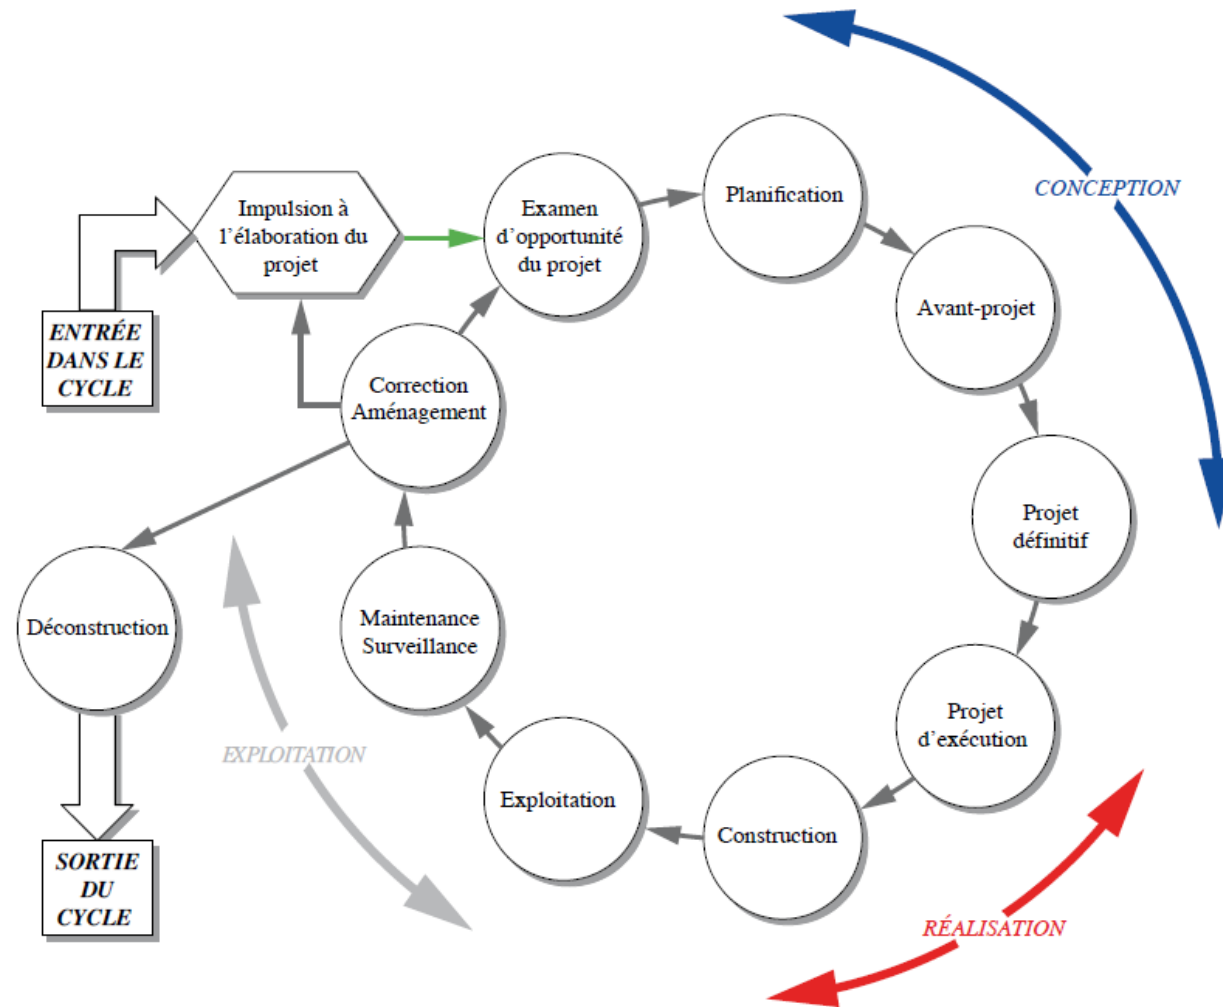 Impulsion à
l'élaboration du
projet
Examen
d'opportunité
du projet
Planification
CONCEPTION
Avant-projet
ENTRÉE
DANS LE
CYCLE
Correction
Aménagement
Projet
définitif
Déconstruction
Maintenance
Surveillance
Projet
d'exécution
EXPLOITATION
Exploitation
Construction
SORTIE
DU
CYCLE
RÉALISATION